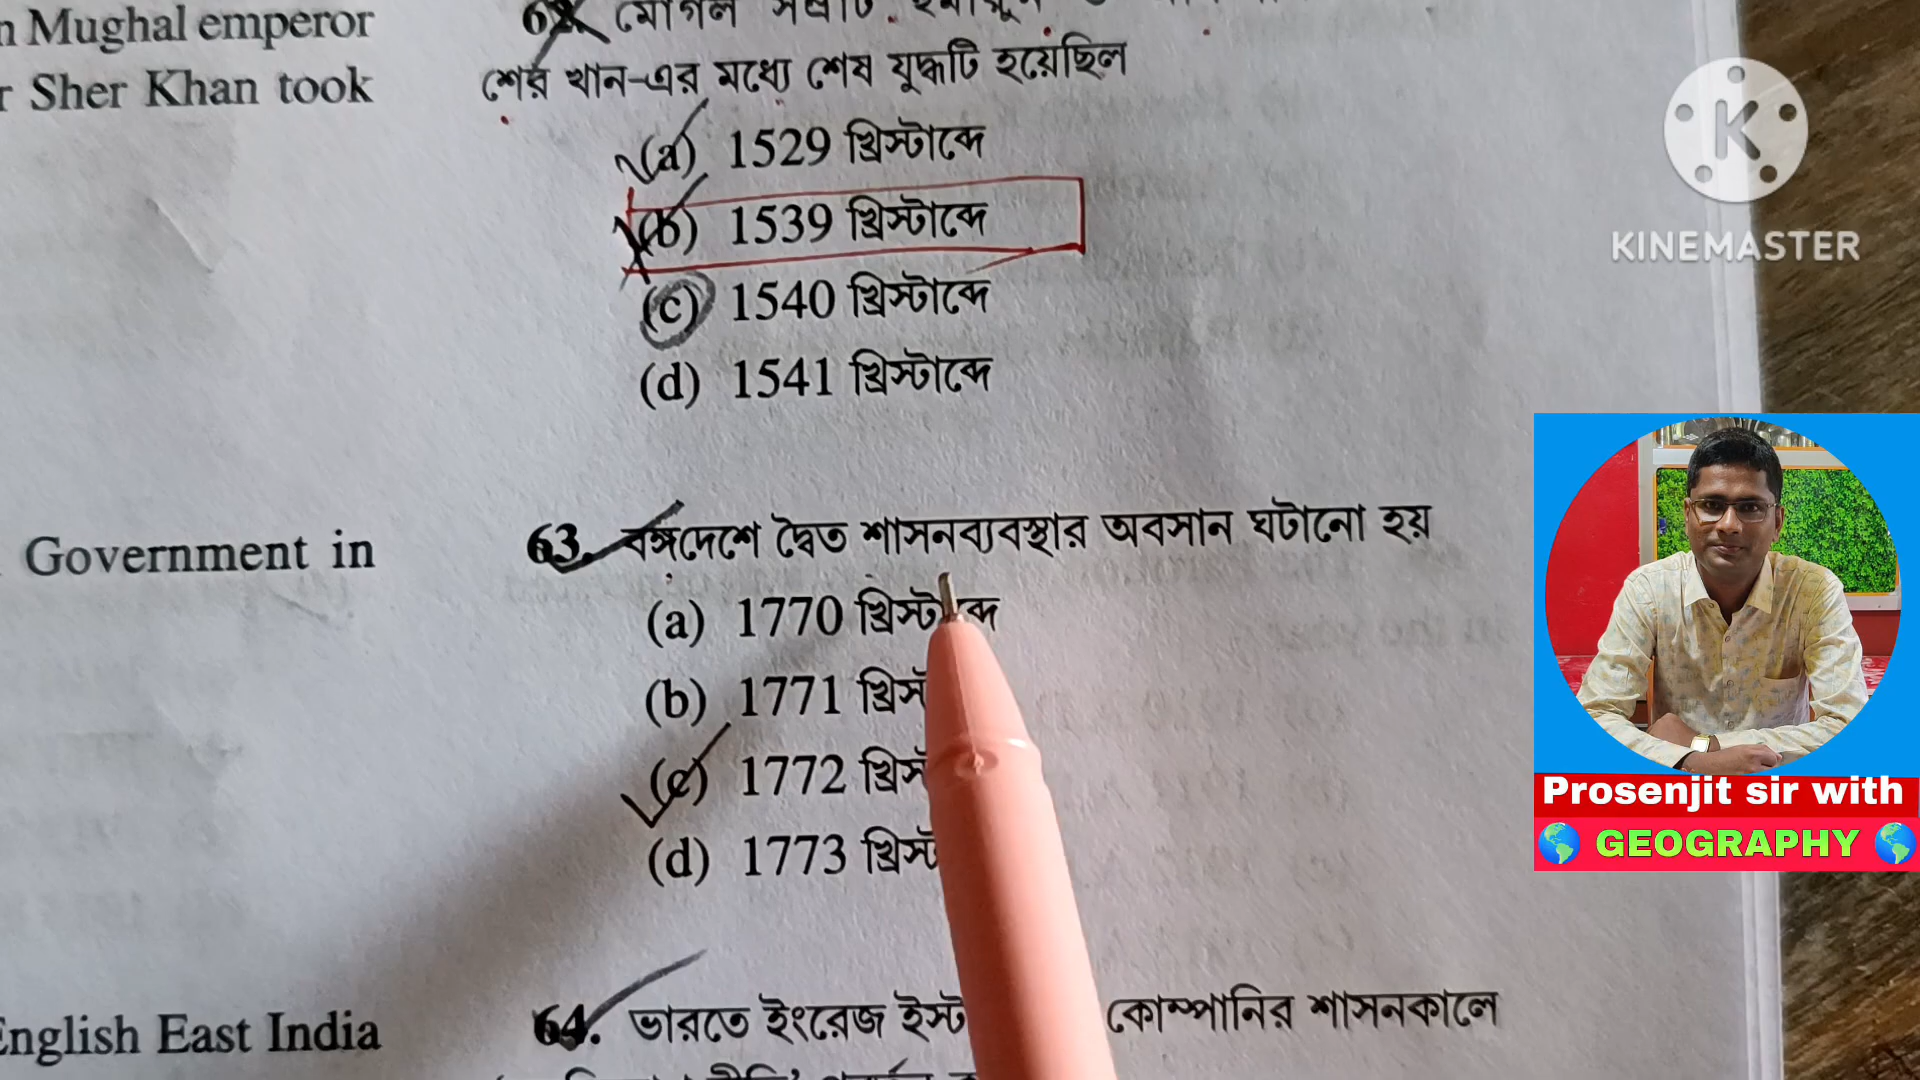 n Mughal emperor
r Sher Khan took
Government in
English East India
62. মোগল সম্রাট হুমায়ুন ও
শের খান-এর মধ্যে শেষ যুদ্ধটি হয়েছিল
(a) 1529 খ্রিস্টাব্দে
(b) 1539 খ্রিস্টাব্দে
(c) 1540 খ্রিস্টাব্দে
(d) 1541 খ্রিস্টাব্দে
63. বঙ্গদেশে দ্বৈত শাসনব্যবস্থার অবসান ঘটানো হয়
(a) 1770 খ্রিস্টাব্দে
(b) 1771 খ্রিস
(c) 1772 খ্রিস
(d) 1773 খ্রিস্ট
64. ভারতে ইংরেজ ইস্ট কোম্পানির শাসনকালে
K
KINEMASTER
Prosenjit sir with
GEOGRAPHY